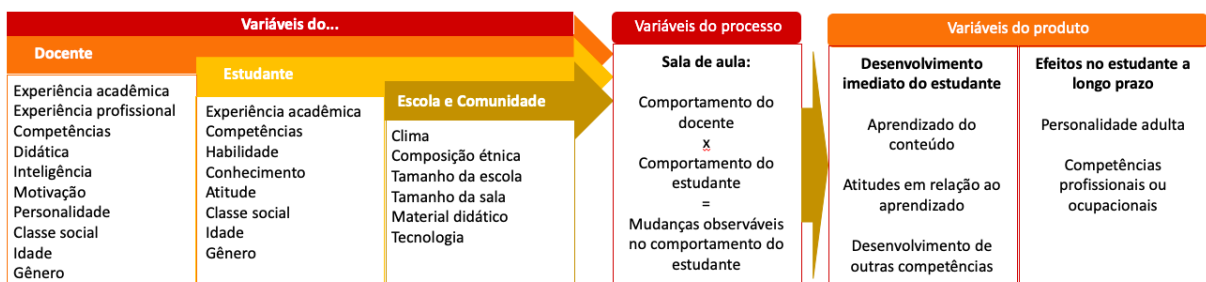 Variáveis do...
Docente
Experiência acadêmica
Experiência profissional
Competências
Didática
Inteligência
Motivação
Personalidade
Classe social
Idade
Gênero
Estudante
Experiência acadêmica
Competências
Habilidade
Conhecimento
Atitude
Classe social
Idade
Gênero
Escola e Comunidade
Clima
Composição étnica
Tamanho da escola
Tamanho da sala
Material didático
Tecnologia
Variáveis do processo
Sala de aula:
Comportamento do
docente
x
Comportamento do
estudante
=
Mudanças observáveis
no comportamento do
estudante
Variáveis do produto
Desenvolvimento
imediato do estudante
Aprendizado do
conteúdo
Atitudes em relação ao
aprendizado
Desenvolvimento de
outras competências
Efeitos no estudante a
longo prazo
Personalidade adulta
Competências
profissionais ou
ocupacionais